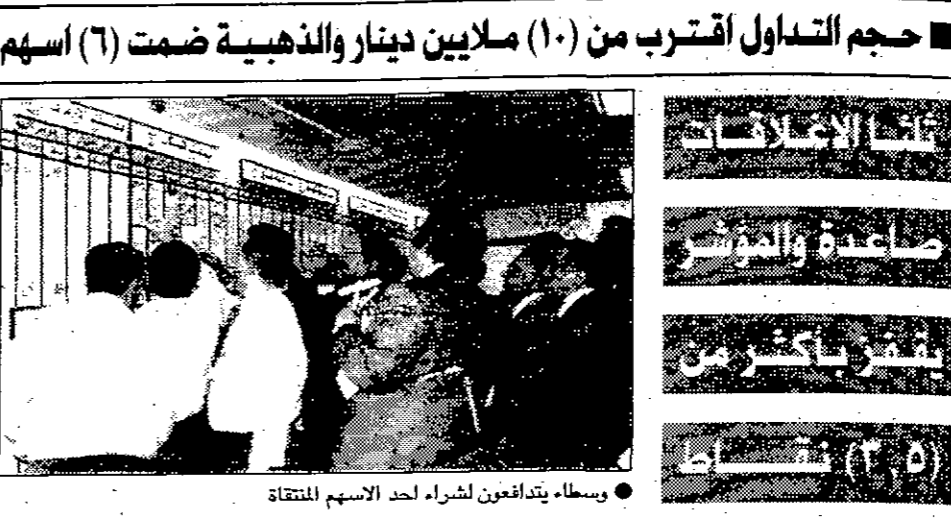 ■ حجم التداول اقترب من (١٠) ملايين دينار والذهبية ضمت (٦) اسهم
ثلثا الاغلاقات
صاعدة والمؤشر
يقفز باكثر من
(٣,٥) نقاط
● وسطاء يتدافعون لشراء احد الاسهم المنتقاة